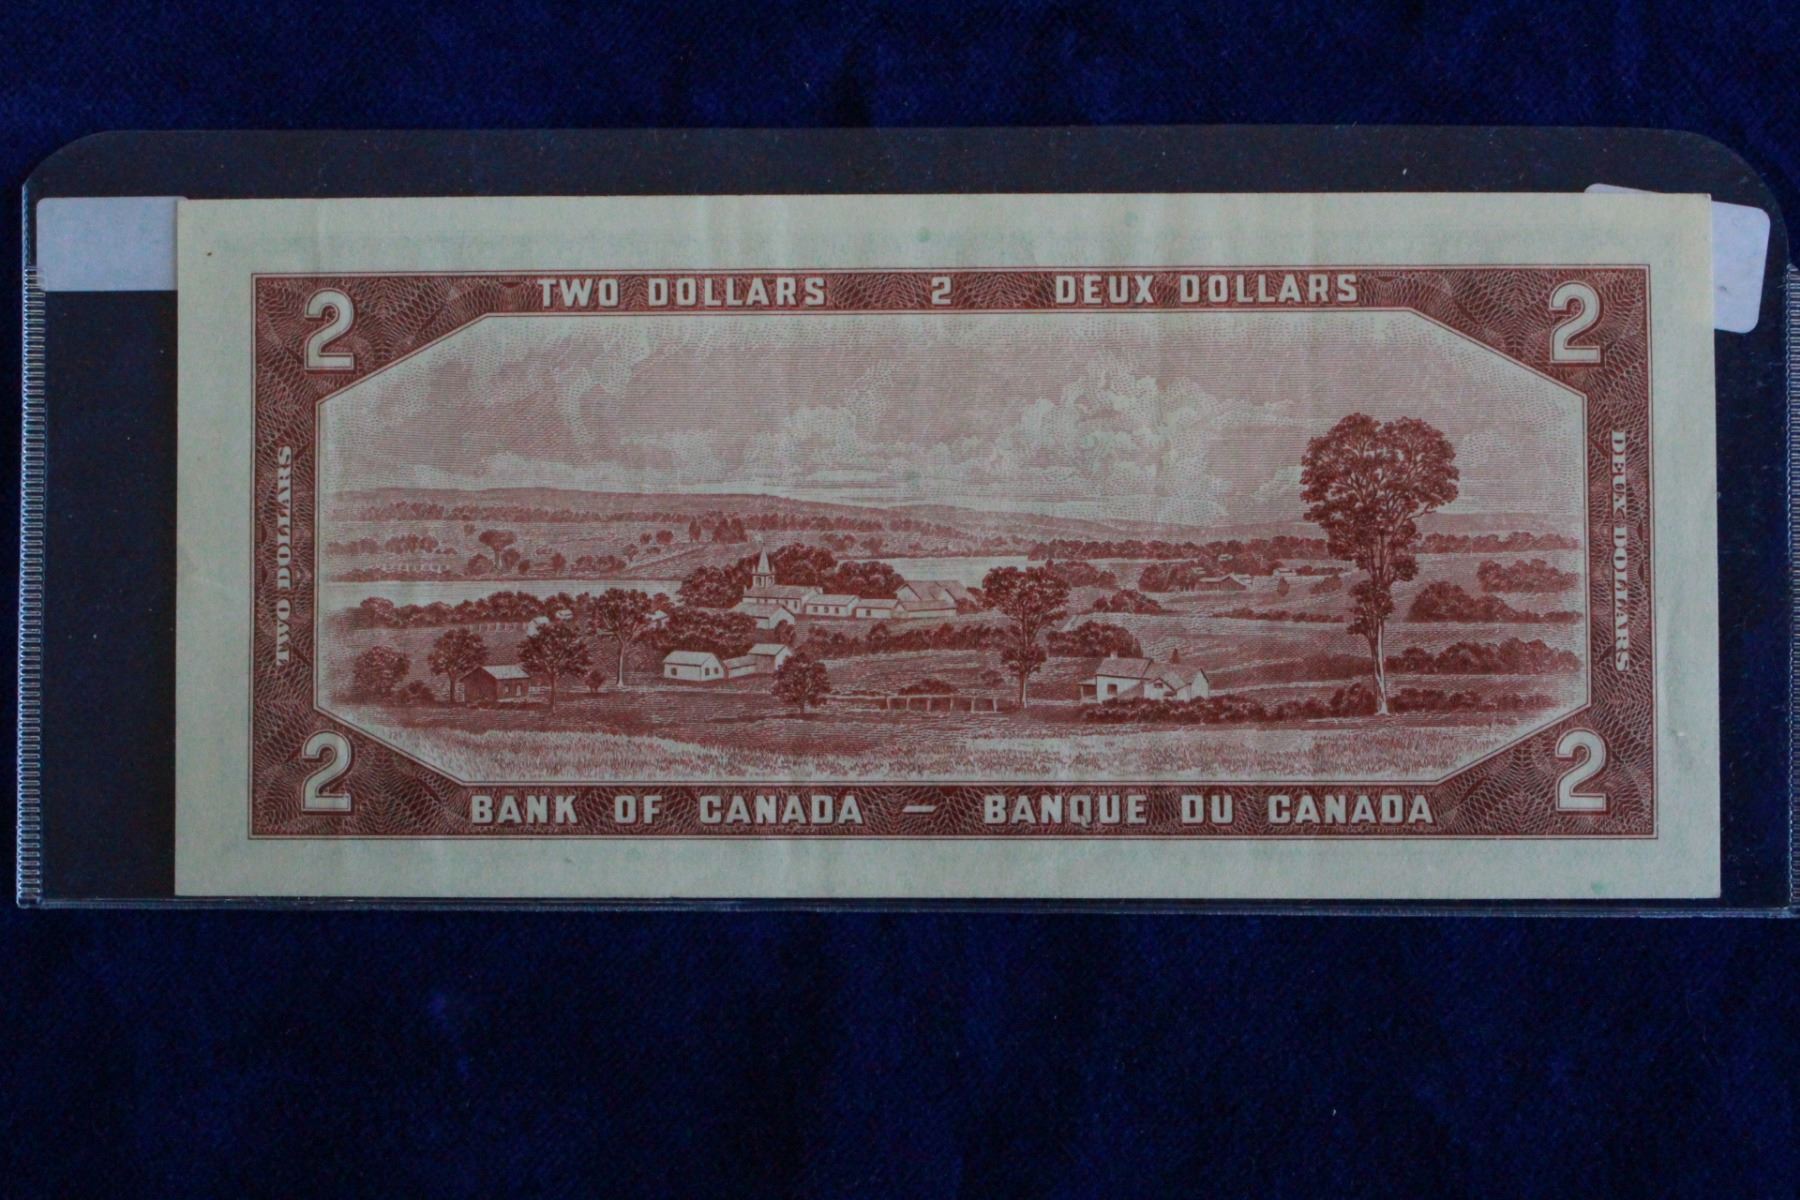 TWO DOLLARS 2 DEUX DOLLARS
2 2
TWO DOLLARS
DEUX DOLLARS
2 2
BANK OF CANADA — BANQUE DU CANADA